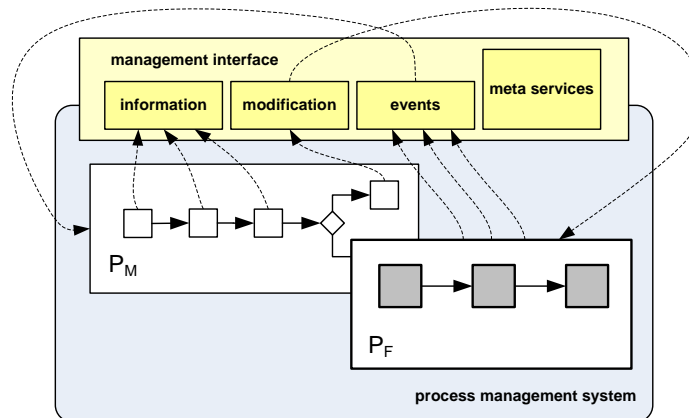 management interface
information
modification
events
meta services
P_M
P_F
process management system